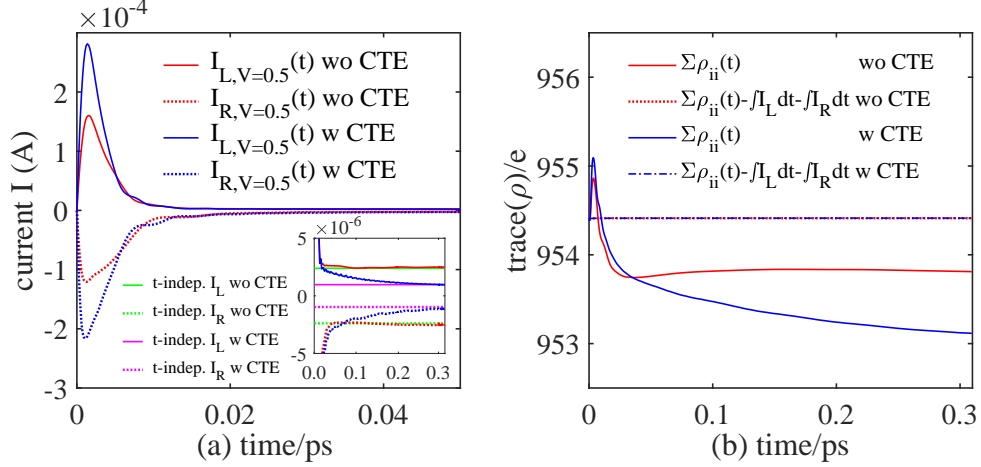 ×10⁻⁴
current I (A)
2
1
0
-1
-2
-3
I_L,V=0.5(t) wo CTE
I_R,V=0.5(t) wo CTE
I_L,V=0.5(t) w CTE
I_R,V=0.5(t) w CTE
t-indep. I_L wo CTE
t-indep. I_R wo CTE
t-indep. I_L w CTE
t-indep. I_R w CTE
×10⁻⁶
5
0
-5
0.0 0.1 0.2 0.3
0 0.02 0.04
(a) time/ps
trace(ρ)/e
956
955
954
953
Σρ_ii(t) wo CTE
Σρ_ii(t)-∫I_L dt-∫I_R dt wo CTE
Σρ_ii(t) w CTE
Σρ_ii(t)-∫I_L dt-∫I_R dt w CTE
0 0.1 0.2 0.3
(b) time/ps